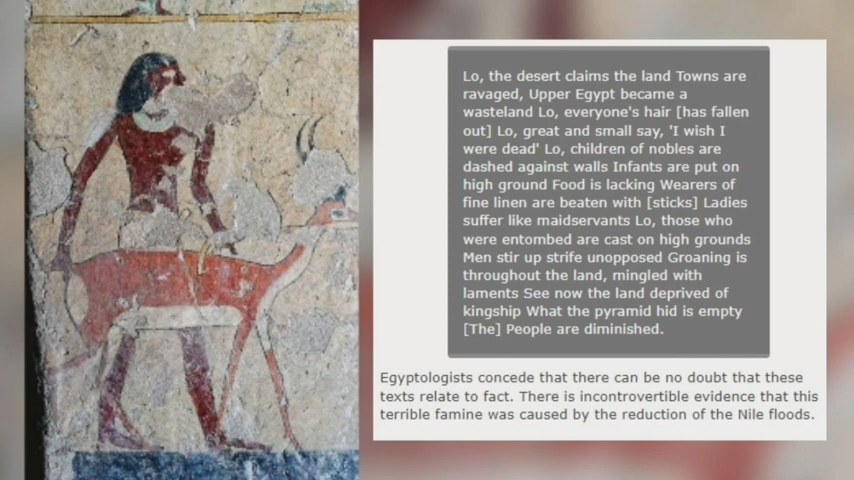 Lo, the desert claims the land Towns are
ravaged, Upper Egypt became a
wasteland Lo, everyone's hair [has fallen
out] Lo, great and small say, 'I wish I
were dead' Lo, children of nobles are
dashed against walls Infants are put on
high ground Food is lacking Wearers of
fine linen are beaten with [sticks] Ladies
suffer like maidservants Lo, those who
were entombed are cast on high grounds
Men stir up strife unopposed Groaning is
throughout the land, mingled with
laments See now the land deprived of
kingship What the pyramid hid is empty
[The] People are diminished.
Egyptologists concede that there can be no doubt that these
texts relate to fact. There is incontrovertible evidence that this
terrible famine was caused by the reduction of the Nile floods.